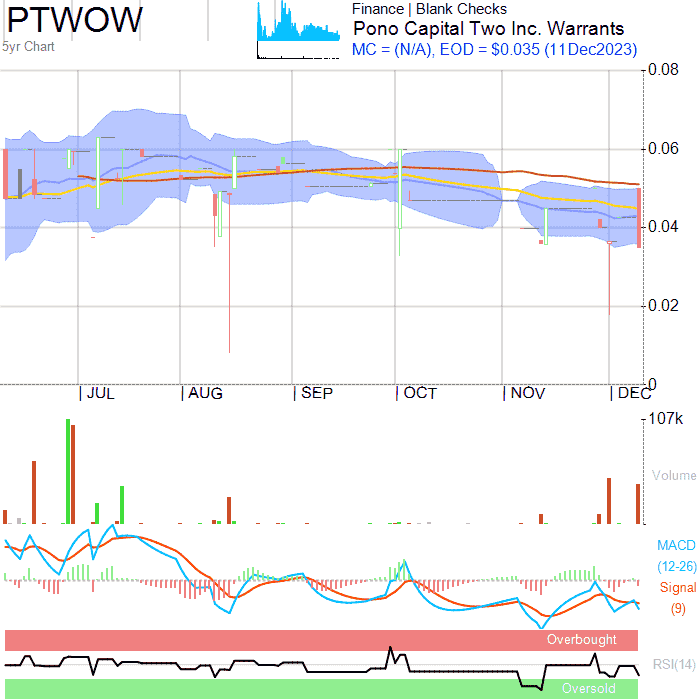 PTWOW
5yr Chart
Finance | Blank Checks
Pono Capital Two Inc. Warrants
MC = (N/A), EOD = $0.035 (11Dec2023)
0.08
0.06
0.04
0.02
0
| JUL | AUG | SEP | OCT | NOV | DEC
107k
Volume
MACD
(12-26)
Signal
(9)
Overbought
RSI(14)
Oversold